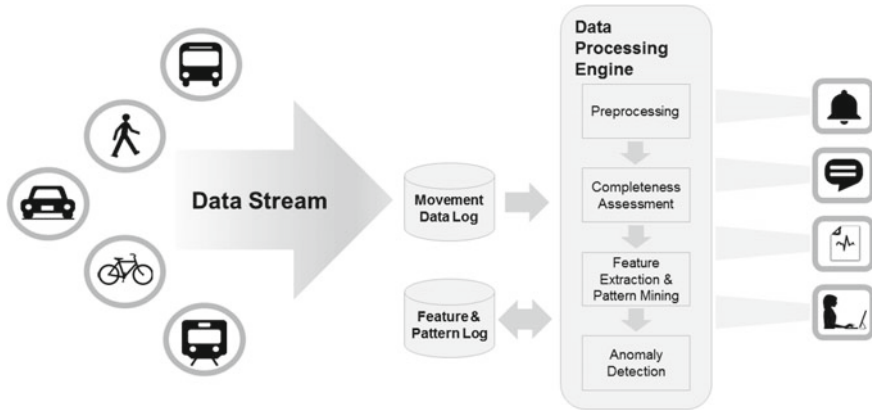 Data Stream
Movement
Data Log
Feature &
Pattern Log
Data
Processing
Engine
Preprocessing
Completeness
Assessment
Feature
Extraction &
Pattern Mining
Anomaly
Detection